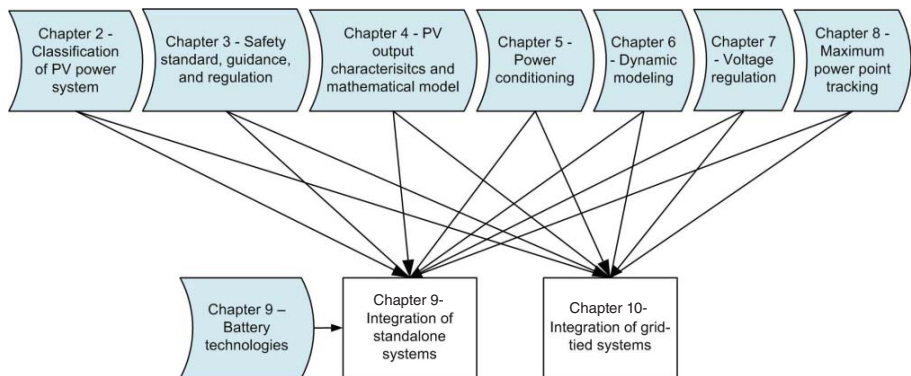 Chapter 2 -
Classification
of PV power
system
Chapter 3 - Safety
standard, guidance,
and regulation
Chapter 4 - PV
output
characterisitcs and
mathematical model
Chapter 5 -
Power
conditioning
Chapter 6
- Dynamic
modeling
Chapter 7
- Voltage
regulation
Chapter 8 -
Maximum
power point
tracking
Chapter 9 –
Battery
technologies
Chapter 9-
Integration of
standalone
systems
Chapter 10-
Integration of grid-
tied systems